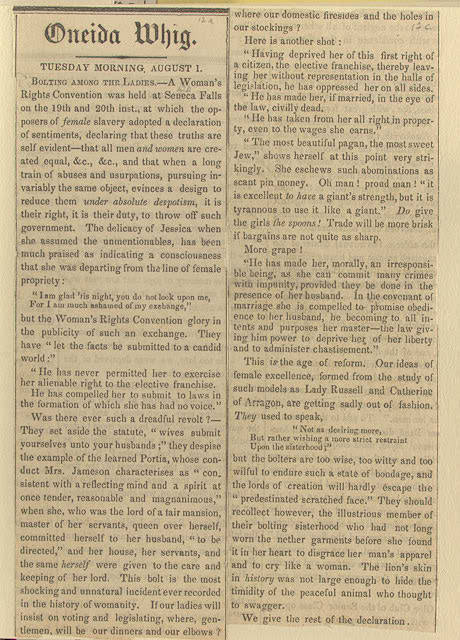 12 a
Oneida Whig.
TUESDAY MORNING, AUGUST 1.
BOLTING AMONG THE LADIES.—A Woman's
Rights Convention was held at Seneca Falls
on the 19th and 20th inst., at which the op-
posers of female slavery adopted a declaration
of sentiments, declaring that these truths are
self evident—that all men and women are cre-
ated equal, &c., &c., and that when a long
train of abuses and usurpations, pursuing in-
variably the same object, evinces a design to
reduce them under absolute despotism, it is
their right, it is their duty, to throw off such
government. The delicacy of Jessica when
she assumed the unmentionables, has been
much praised as indicating a consciousness
that she was departing from the line of female
propriety:
"I am glad 'tis night, you do not look upon me,
For I am much ashamed of my exchange,"
but the Woman's Rights Convention glory in
the publicity of such an exchange. They
have "let the facts be submitted to a candid
world:"
"He has never permitted her to exercise
her alienable right to the elective franchise.
He has compelled her to submit to laws in
the formation of which she has had no voice."
Was there ever such a dreadful revolt?—
They set aside the statute, "wives submit
yourselves unto your husbands;" they despise
the example of the learned Portia, whose con-
duct Mrs. Jameson characterises as "con-
sistent with a reflecting mind and a spirit at
once tender, reasonable and magnanimous,"
when she, who was the lord of a fair mansion,
master of her servants, queen over herself,
committed herself to her husband, "to be
directed," and her house, her servants, and
the same herself were given to the care and
keeping of her lord. This bolt is the most
shocking and unnatural incident ever recorded
in the history of womanity. If our ladies will
insist on voting and legislating, where, gen-
tlemen, will be our dinners and our elbows?
where our domestic firesides and the holes in
our stockings?
12 c
Here is another shot:
"Having deprived her of this first right of
a citizen, the elective franchise, thereby leav-
ing her without representation in the halls of
legislation, he has oppressed her on all sides.
"He has made her, if married, in the eye of
the law, civilly dead.
"He has taken from her all right in proper-
ty, even to the wages she earns."
"The most beautiful pagan, the most sweet
Jew," shows herself at this point very stri-
kingly. She eschews such abominations as
scant pin money. Oh man! proud man! "it
is excellent to have a giant's strength, but it is
tyrannous to use it like a giant." Do give
the girls the spoons! Trade will be more brisk
if bargains are not quite as sharp.
More grape!
"He has made her, morally, an irresponsi-
ble being, as she can commit many crimes
with impunity, provided they be done in the
presence of her husband. In the covenant of
marriage she is compelled to promise obedi-
ence to her husband, he becoming to all in-
tents and purposes her master—the law giv-
ing him power to deprive her of her liberty
and to administer chastisement."
This is the age of reform. Our ideas of
female excellency, formed from the study of
such models as Lady Russell and Catherine
of Arragon, are getting sadly out of fashion.
They used to speak,
"Not as desiring more,
But rather wishing a more strict restraint
Upon the sisterhood;"
but the bolters are too wise, too witty and too
wilful to endure such a state of bondage, and
the lords of creation will hardly escape the
"predestinated scratched face." They should
recollect however, the illustrious member of
their bolting sisterhood who had not long
worn the nether garments before she found
it in her heart to disgrace her man's apparel
and to cry like a woman. The lion's skin
in history was not large enough to hide the
timidity of the peaceful animal who thought
to swagger.
We give the rest of the declaration.